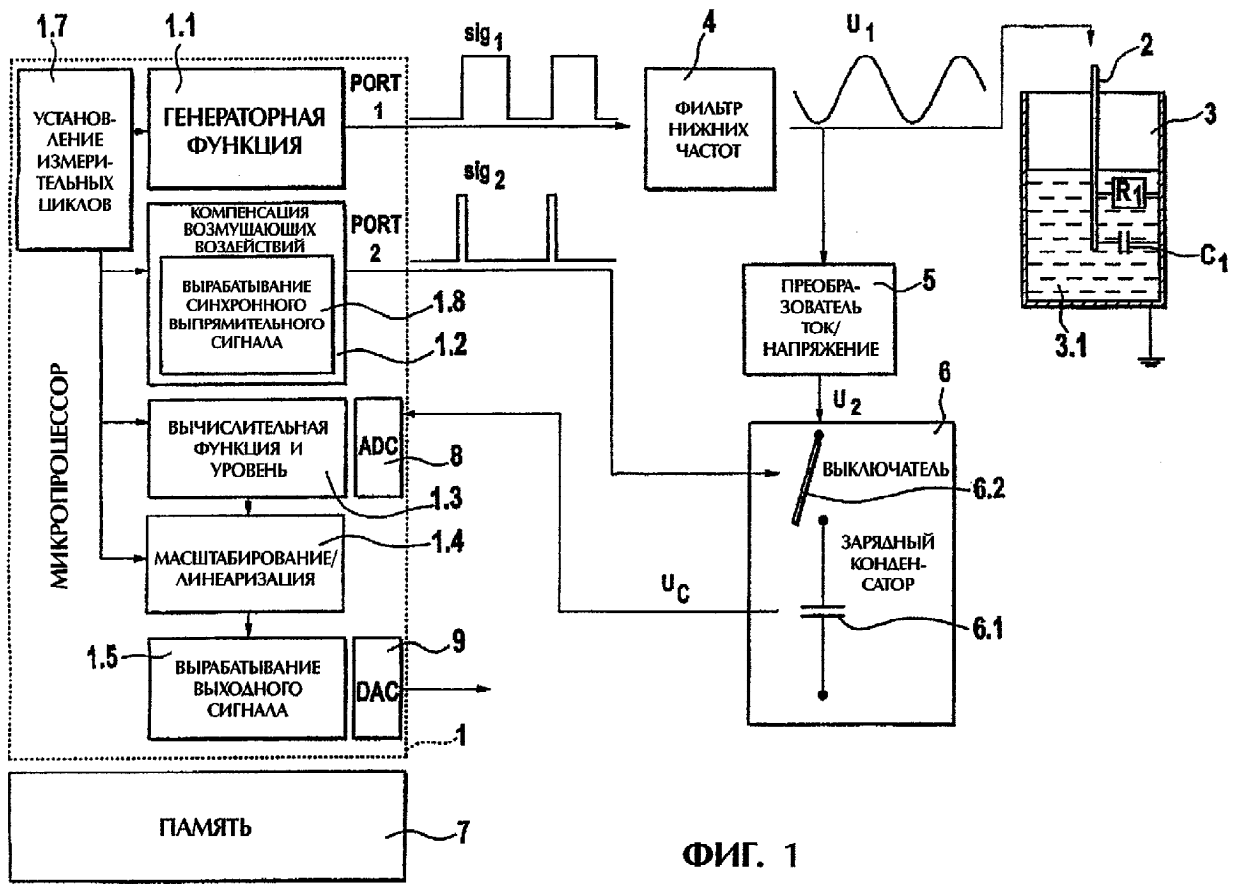 1.7
1.1
sig1
4
U1
2
УСТАНОВ-
ЛЕНИЕ
ИЗМЕРИ-
ТЕЛЬНЫХ
ЦИКЛОВ
ГЕНЕРАТОРНАЯ
ФУНКЦИЯ
PORT
1
ФИЛЬТР
НИЖНИХ
ЧАСТОТ
3
R1
C1
3.1
sig2
КОМПЕНСАЦИЯ
ВОЗМУШАЮЩИХ
ВОЗДЕЙСТВИЙ
PORT
2
ВЫРАБАТЫВАНИЕ
СИНХРОННОГО
ВЫПРЯМИТЕЛЬНОГО
СИГНАЛА
1.8
1.2
ПРЕОБРА-
ЗОВАТЕЛЬ
ТОК/
НАПРЯЖЕНИЕ
5
U2
6
МИКРОПРОЦЕССОР
ВЫЧИСЛИТЕЛЬНАЯ
ФУНКЦИЯ И
УРОВЕНЬ
ADC
8
1.3
ВЫКЛЮЧАТЕЛЬ
6.2
МАСШТАБИРОВАНИЕ/
ЛИНЕАРИЗАЦИЯ
1.4
ЗАРЯДНЫЙ
КОНДЕН-
САТОР
UC
6.1
1.5
ВЫРАБАТЫВАНИЕ
ВЫХОДНОГО
СИГНАЛА
DAC
9
1
ПАМЯТЬ
7
ФИГ. 1